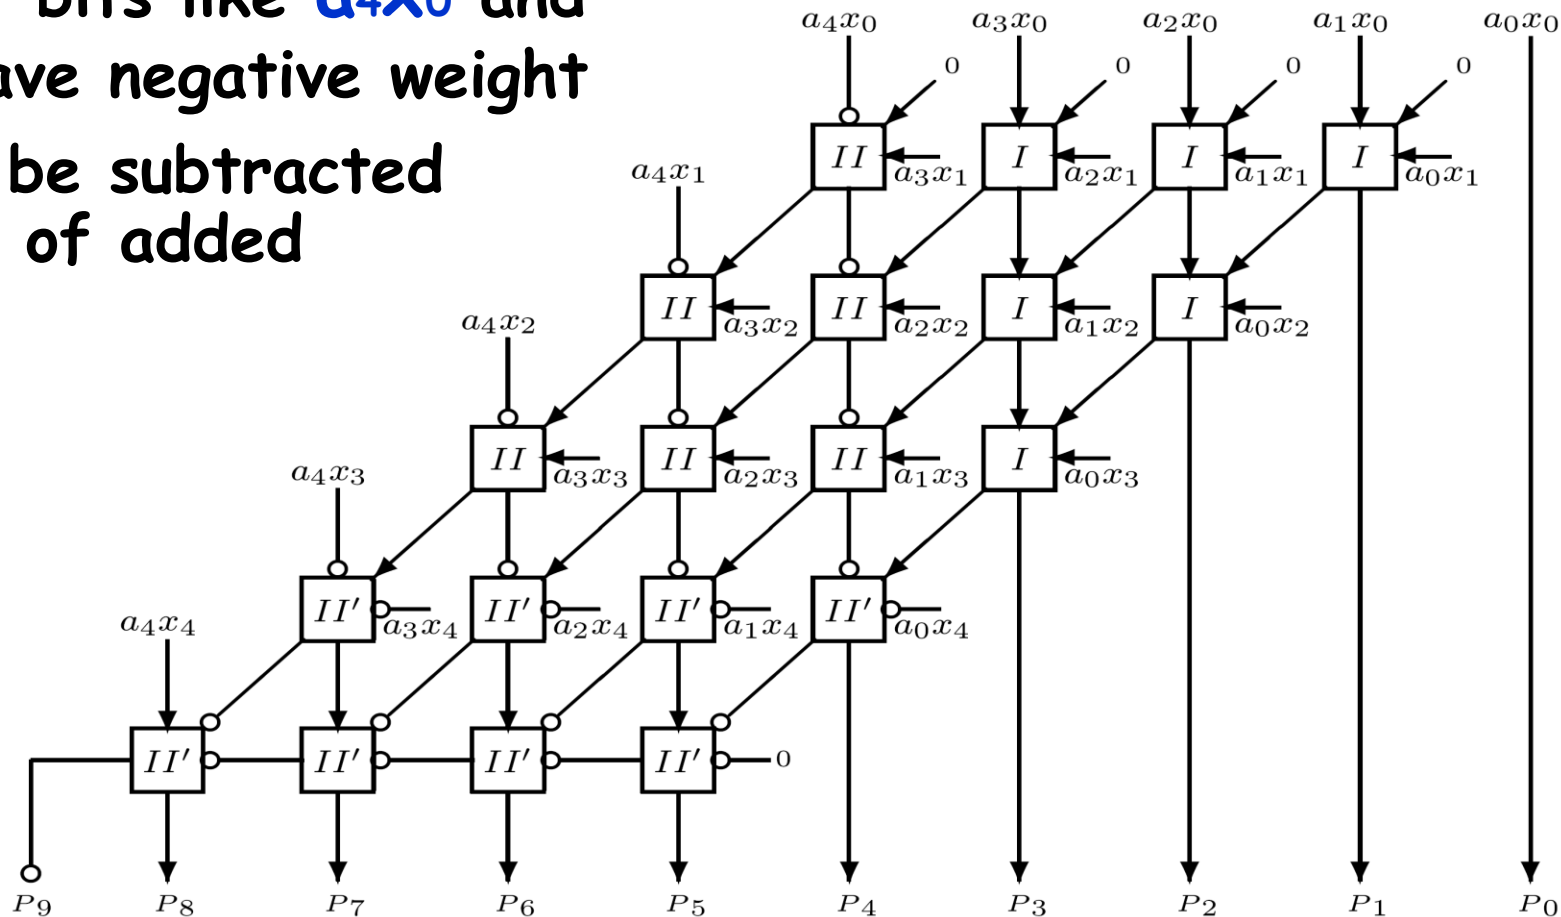 bits like a₄x₀ and
ave negative weight
be subtracted
of added
a₄x₀ a₃x₀ a₂x₀ a₁x₀ a₀x₀
0 0 0 0
II I I I
a₃x₁ a₂x₁ a₁x₁ a₀x₁
a₄x₁
II II I I
a₃x₂ a₂x₂ a₁x₂ a₀x₂
a₄x₂
II II II I
a₃x₃ a₂x₃ a₁x₃ a₀x₃
a₄x₃
II′ II′ II′ II′
a₃x₄ a₂x₄ a₁x₄ a₀x₄
a₄x₄
II′ II′ II′ II′ 0
P₉ P₈ P₇ P₆ P₅ P₄ P₃ P₂ P₁ P₀